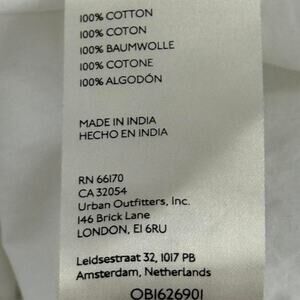 100% COTTON
100% COTON
100% BAUMWOLLE
100% COTONE
100% ALGODÓN
MADE IN INDIA
HECHO EN INDIA
RN 66170
CA 32054
Urban Outfitters, Inc.
146 Brick Lane
LONDON, E1 6RU
Leidsestraat 32, 1017 PB
Amsterdam, Netherlands
OB1626901